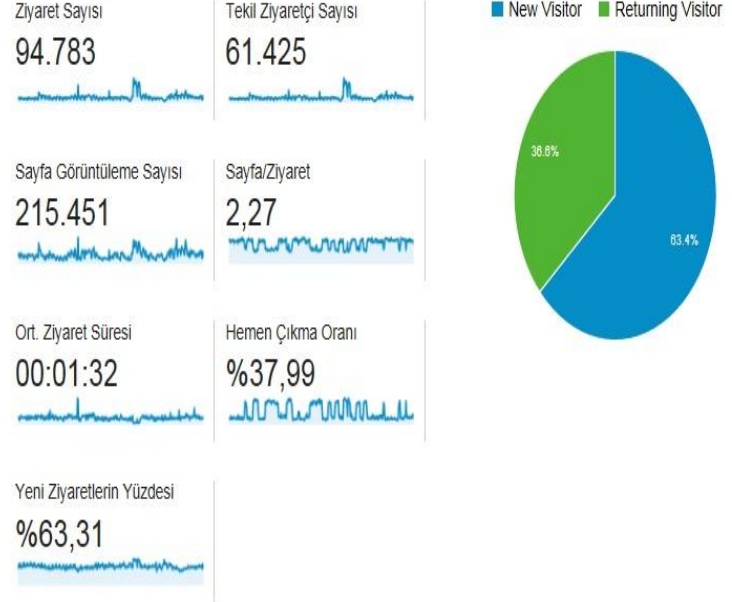 Ziyaret Sayısı
94.783
Tekil Ziyaretçi Sayısı
61.425
Sayfa Görüntüleme Sayısı
215.451
Sayfa/Ziyaret
2,27
Ort. Ziyaret Süresi
00:01:32
Hemen Çıkma Oranı
%37,99
Yeni Ziyaretlerin Yüzdesi
%63,31
New Visitor
Returning Visitor
36.6%
63.4%